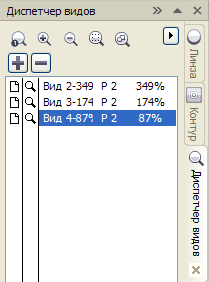 Диспетчер видов
Вид 2-349 P 2 349%
Вид 3-174 P 2 174%
Вид 4-87% P 2 87%
Линза
Контур
Диспетчер видов